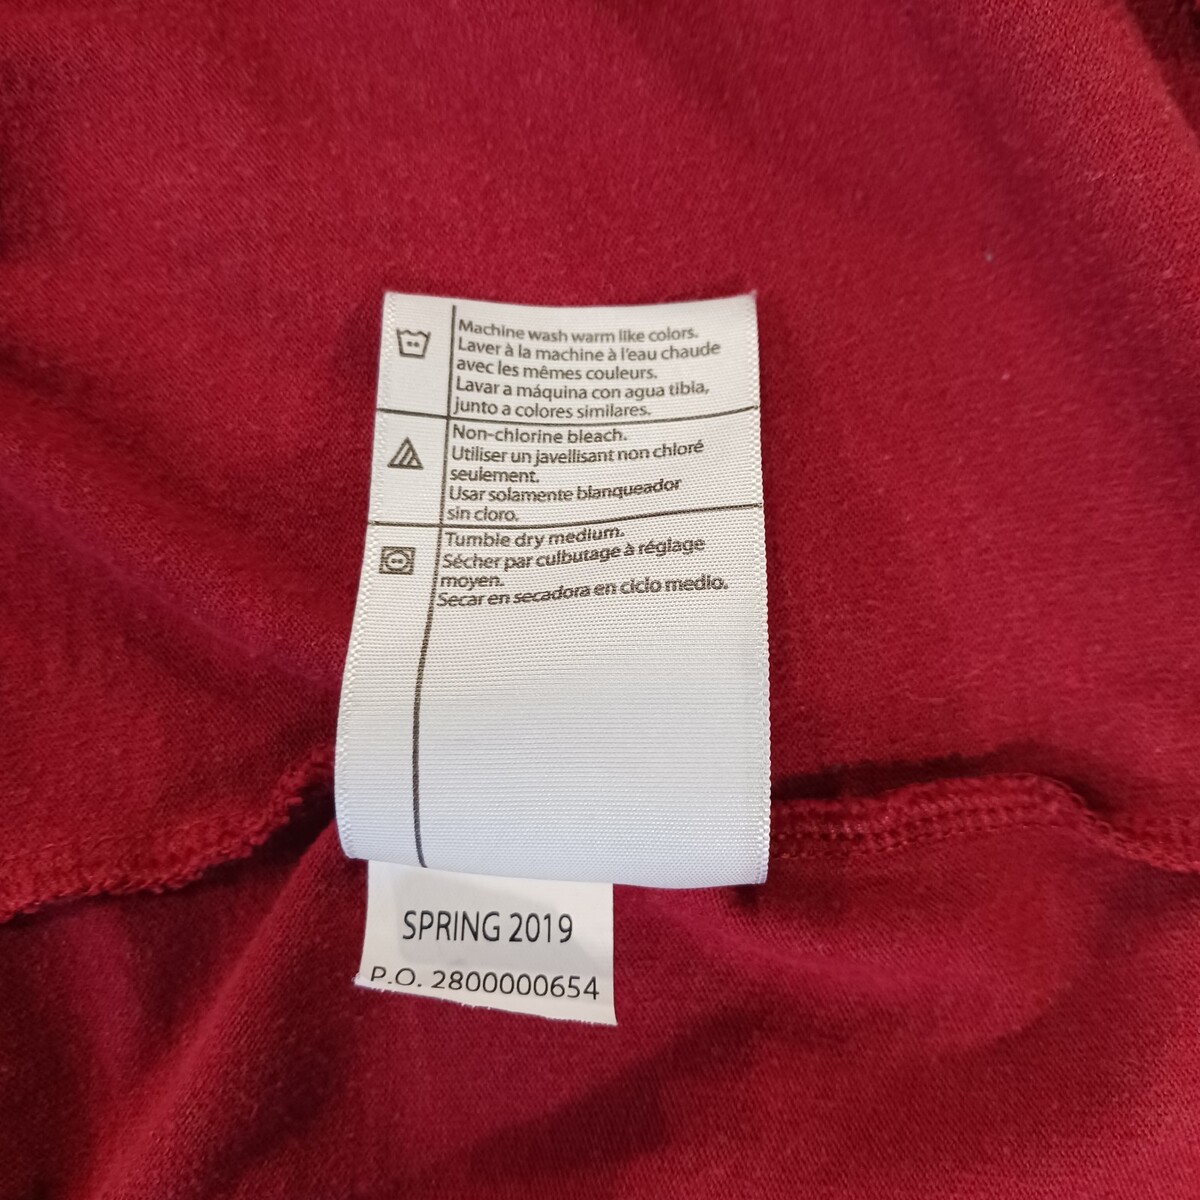 Machine wash warm like colors.
Laver à la machine à l'eau chaude
avec les mêmes couleurs.
Lavar a máquina con agua tibia,
junto a colores similares.
Non-chlorine bleach.
Utiliser un javellisant non chloré
seulement.
Usar solamente blanqueador
sin cloro.
Tumble dry medium.
Sécher par culbutage à réglage
moyen.
Secar en secadora en ciclo medio.
SPRING 2019
P.O. 2800000654